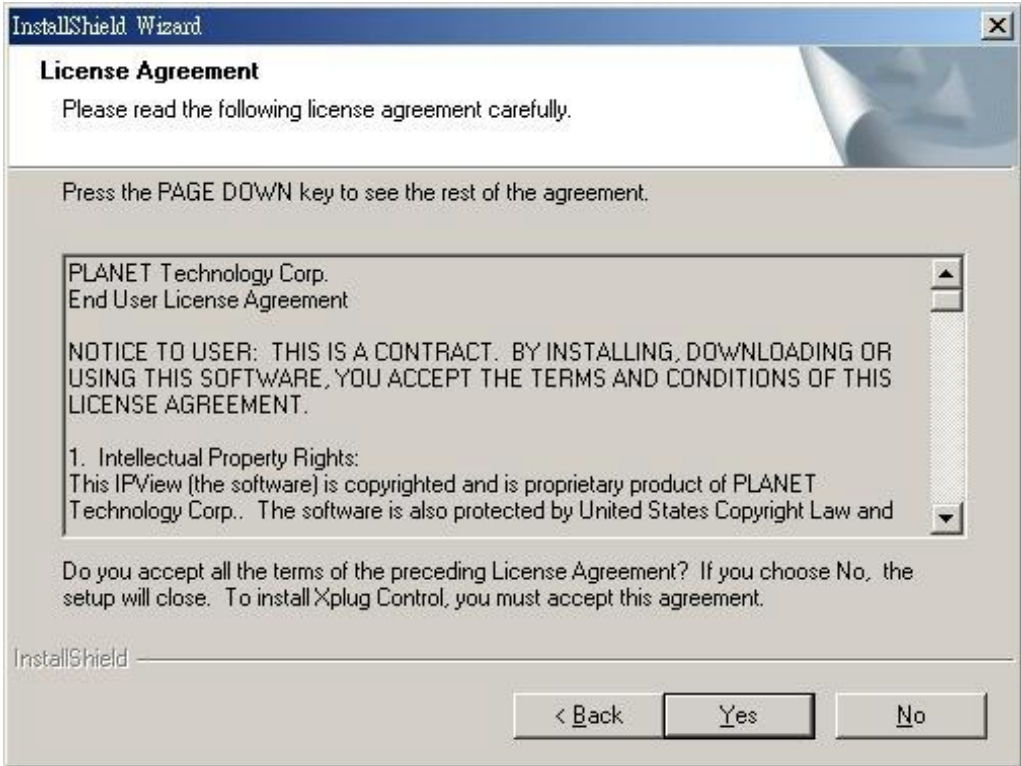 InstallShield Wizard
License Agreement
Please read the following license agreement carefully.
Press the PAGE DOWN key to see the rest of the agreement.
PLANET Technology Corp.
End User License Agreement
NOTICE TO USER:  THIS IS A CONTRACT.  BY INSTALLING, DOWNLOADING OR
USING THIS SOFTWARE, YOU ACCEPT THE TERMS AND CONDITIONS OF THIS
LICENSE AGREEMENT.
1.  Intellectual Property Rights:
This IPView (the software) is copyrighted and is proprietary product of PLANET
Technology Corp..  The software is also protected by United States Copyright Law and
Do you accept all the terms of the preceding License Agreement?  If you choose No,  the
setup will close.  To install Xplug Control, you must accept this agreement.
InstallShield
< Back
Yes
No